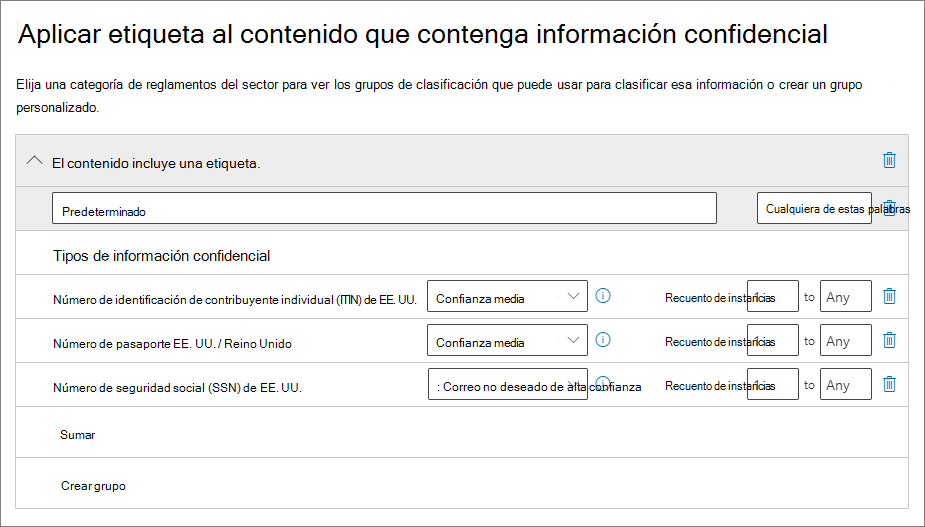 Aplicar etiqueta al contenido que contenga información confidencial
Elija una categoría de reglamentos del sector para ver los grupos de clasificación que puede usar para clasificar esa información o crear un grupo
personalizado.
El contenido incluye una etiqueta.
Predeterminado Cualquiera de estas palabras
Tipos de información confidencial
Número de identificación de contribuyente individual (ITIN) de EE. UU. Confianza media Recuento de instancias 1 to Any
Número de pasaporte EE. UU. / Reino Unido Confianza media Recuento de instancias 1 to Any
Número de seguridad social (SSN) de EE. UU. : Correo no deseado de alta confianza Recuento de instancias 1 to Any
Sumar
Crear grupo